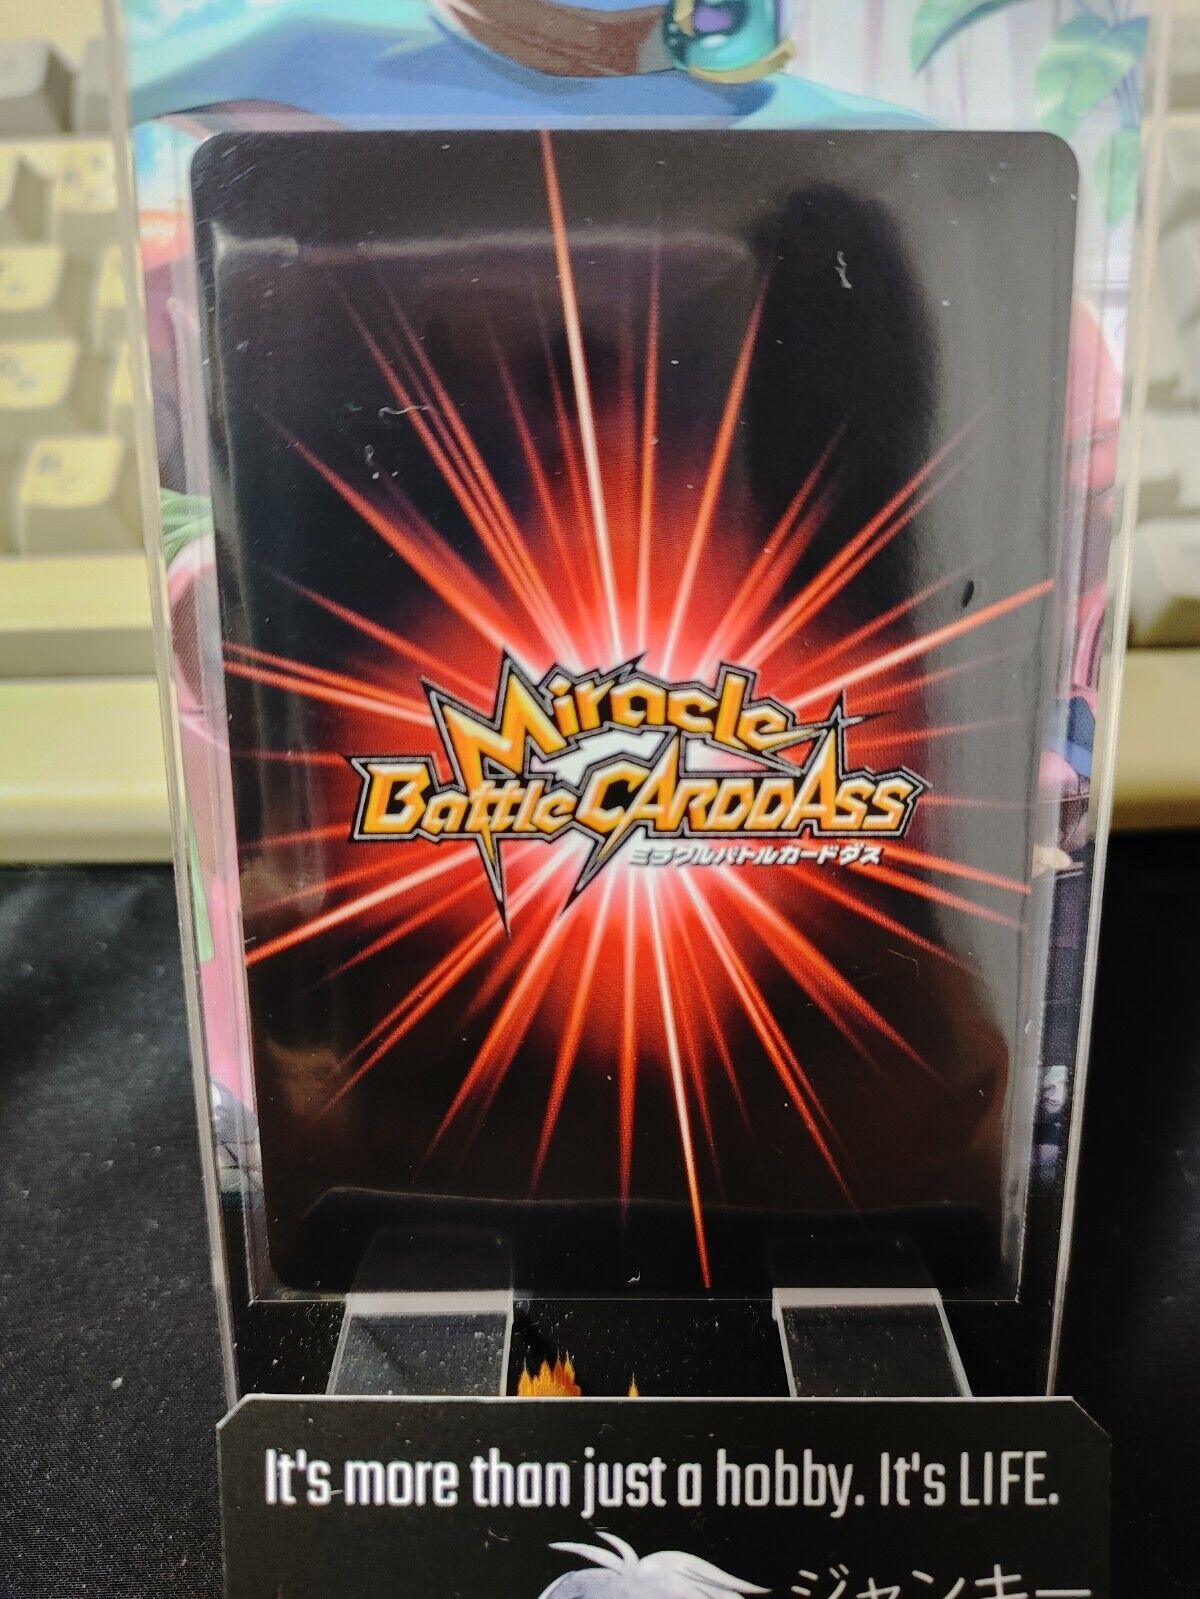 Miracle
Battle CARDDASS
ミラクルバトルカードダス
It's more than just a hobby. It's LIFE.
ジャンキー